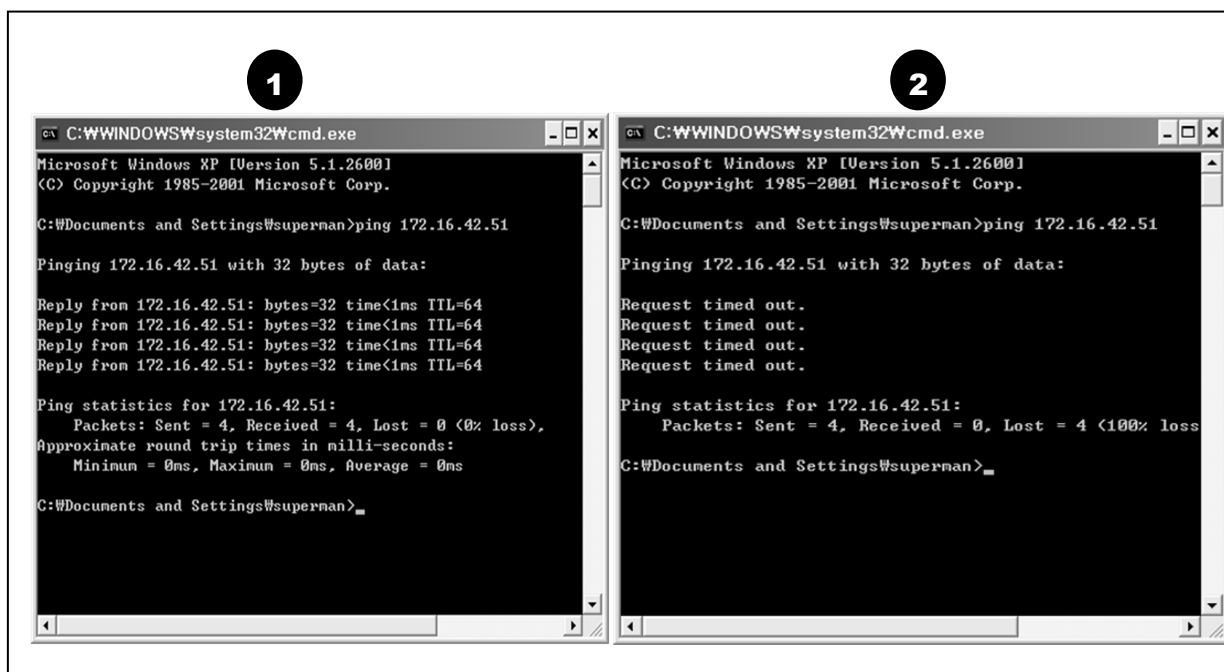 1
C:₩WINDOWS₩system32₩cmd.exe
Microsoft Windows XP [Version 5.1.2600]
(C) Copyright 1985-2001 Microsoft Corp.
C:₩Documents and Settings₩superman>ping 172.16.42.51
Pinging 172.16.42.51 with 32 bytes of data:
Reply from 172.16.42.51: bytes=32 time<1ms TTL=64
Reply from 172.16.42.51: bytes=32 time<1ms TTL=64
Reply from 172.16.42.51: bytes=32 time<1ms TTL=64
Reply from 172.16.42.51: bytes=32 time<1ms TTL=64
Ping statistics for 172.16.42.51:
Packets: Sent = 4, Received = 4, Lost = 0 (0% loss),
Approximate round trip times in milli-seconds:
Minimum = 0ms, Maximum = 0ms, Average = 0ms
C:₩Documents and Settings₩superman>_
2
C:₩WINDOWS₩system32₩cmd.exe
Microsoft Windows XP [Version 5.1.2600]
(C) Copyright 1985-2001 Microsoft Corp.
C:₩Documents and Settings₩superman>ping 172.16.42.51
Pinging 172.16.42.51 with 32 bytes of data:
Request timed out.
Request timed out.
Request timed out.
Request timed out.
Ping statistics for 172.16.42.51:
Packets: Sent = 4, Received = 0, Lost = 4 (100% loss
C:₩Documents and Settings₩superman>_